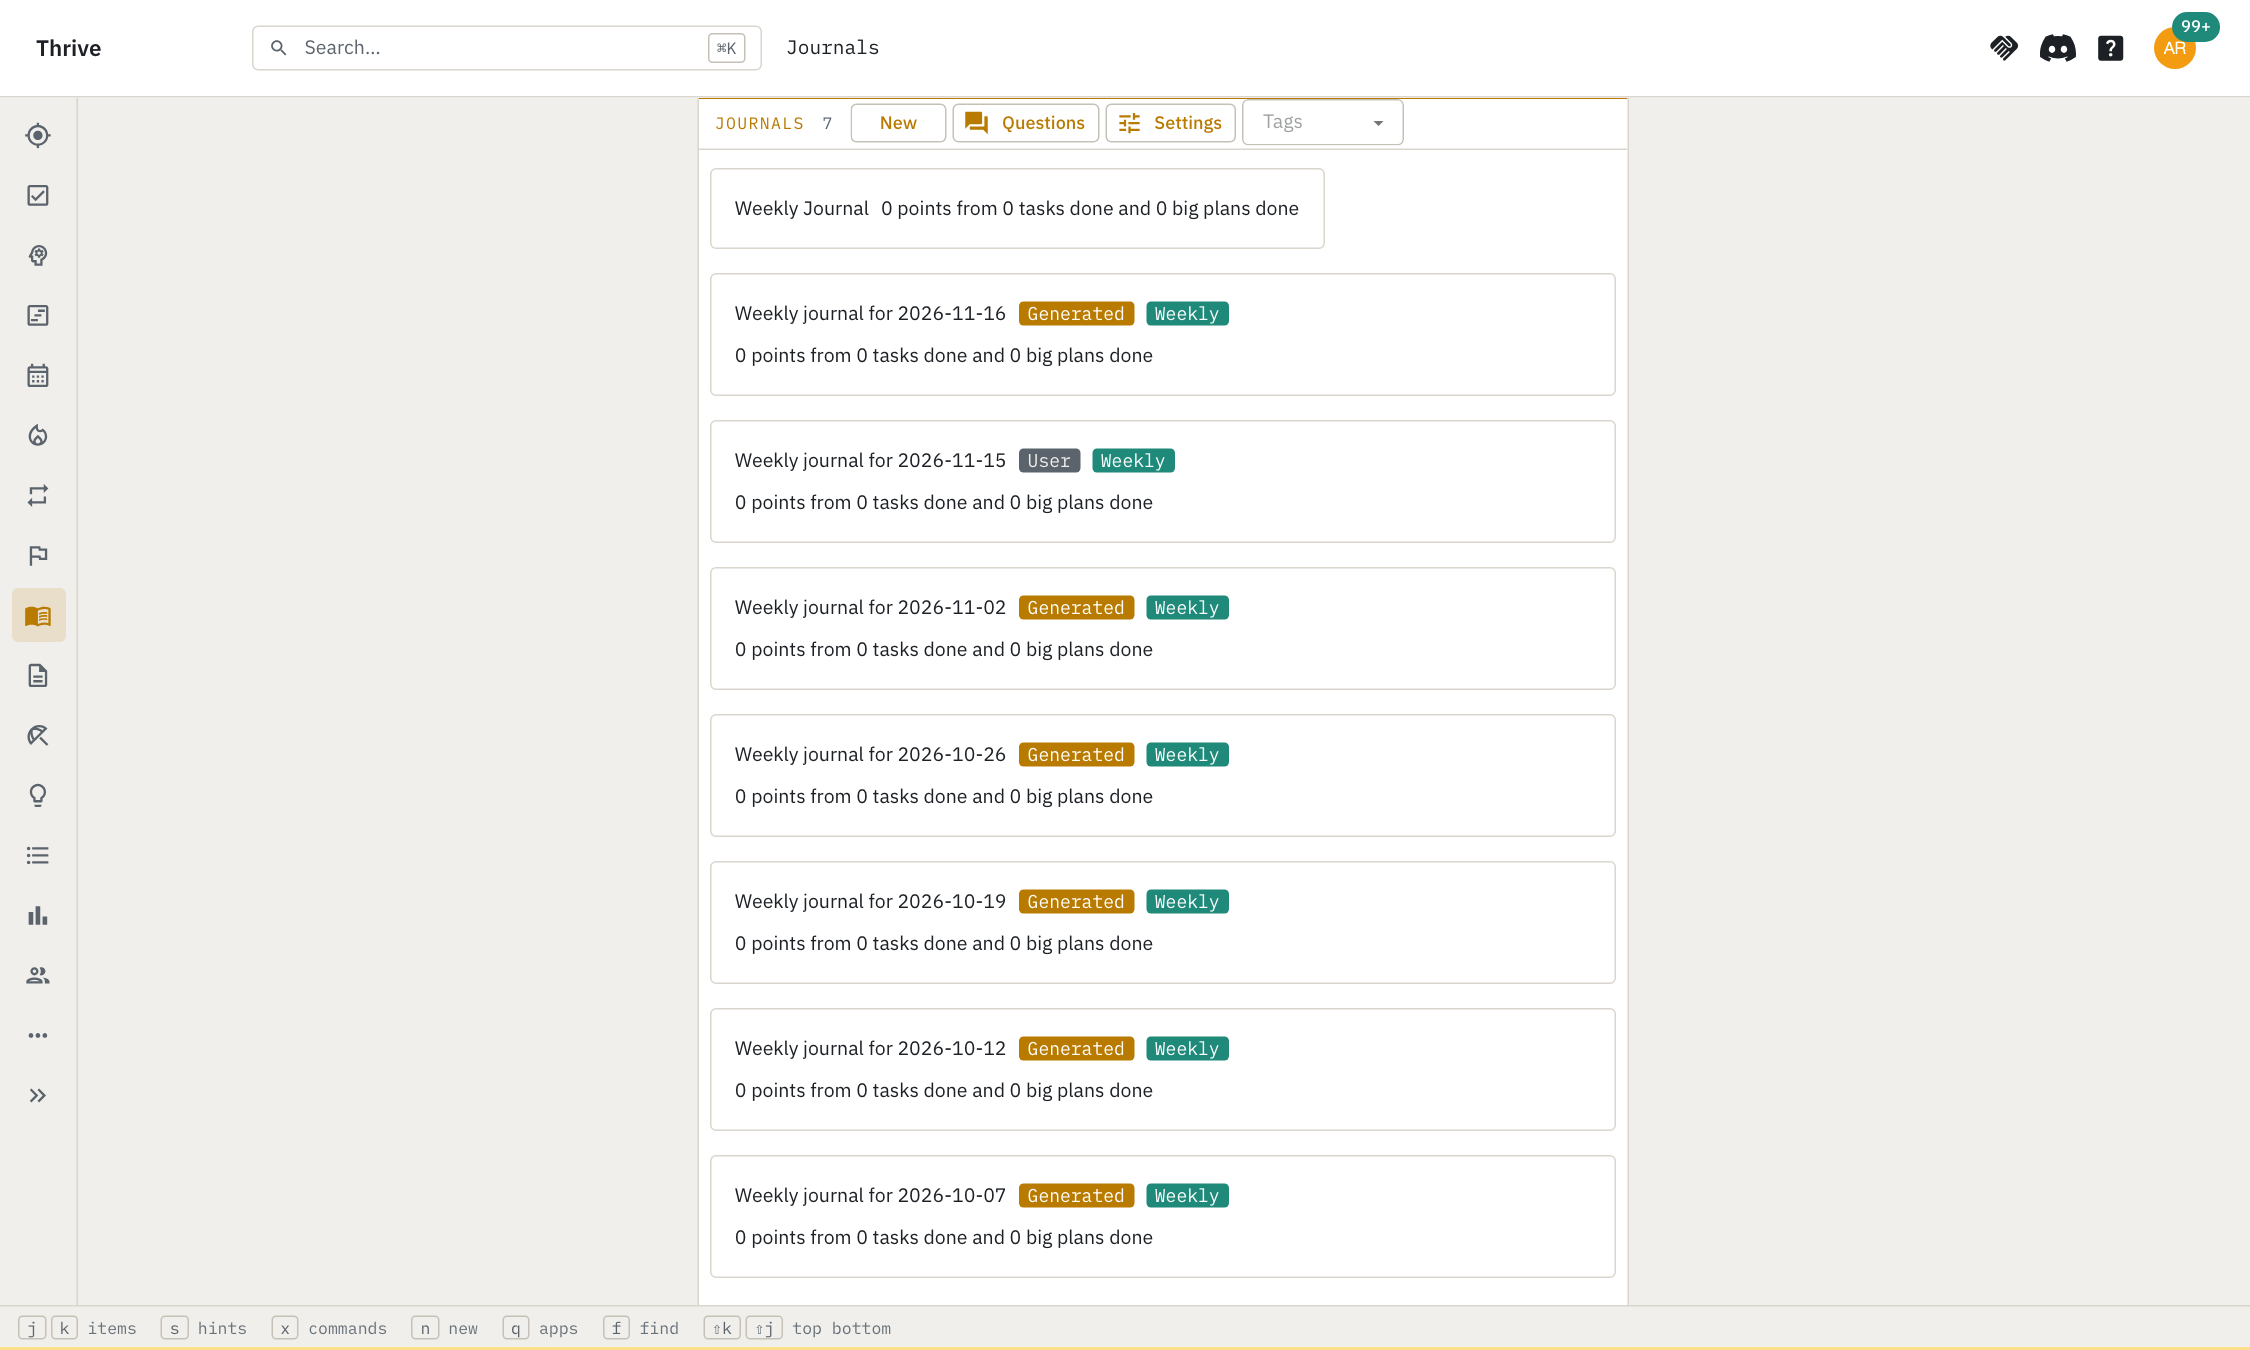 Thrive
Search...
⌘K
Journals
?
AR
99+
JOURNALS 7
New
Questions
Settings
Tags
Weekly Journal 0 points from 0 tasks done and 0 big plans done
Weekly journal for 2026-11-16 Generated Weekly
0 points from 0 tasks done and 0 big plans done
Weekly journal for 2026-11-15 User Weekly
0 points from 0 tasks done and 0 big plans done
Weekly journal for 2026-11-02 Generated Weekly
0 points from 0 tasks done and 0 big plans done
Weekly journal for 2026-10-26 Generated Weekly
0 points from 0 tasks done and 0 big plans done
Weekly journal for 2026-10-19 Generated Weekly
0 points from 0 tasks done and 0 big plans done
Weekly journal for 2026-10-12 Generated Weekly
0 points from 0 tasks done and 0 big plans done
Weekly journal for 2026-10-07 Generated Weekly
0 points from 0 tasks done and 0 big plans done
j k items s hints x commands n new q apps f find ⇧k ⇧j top bottom